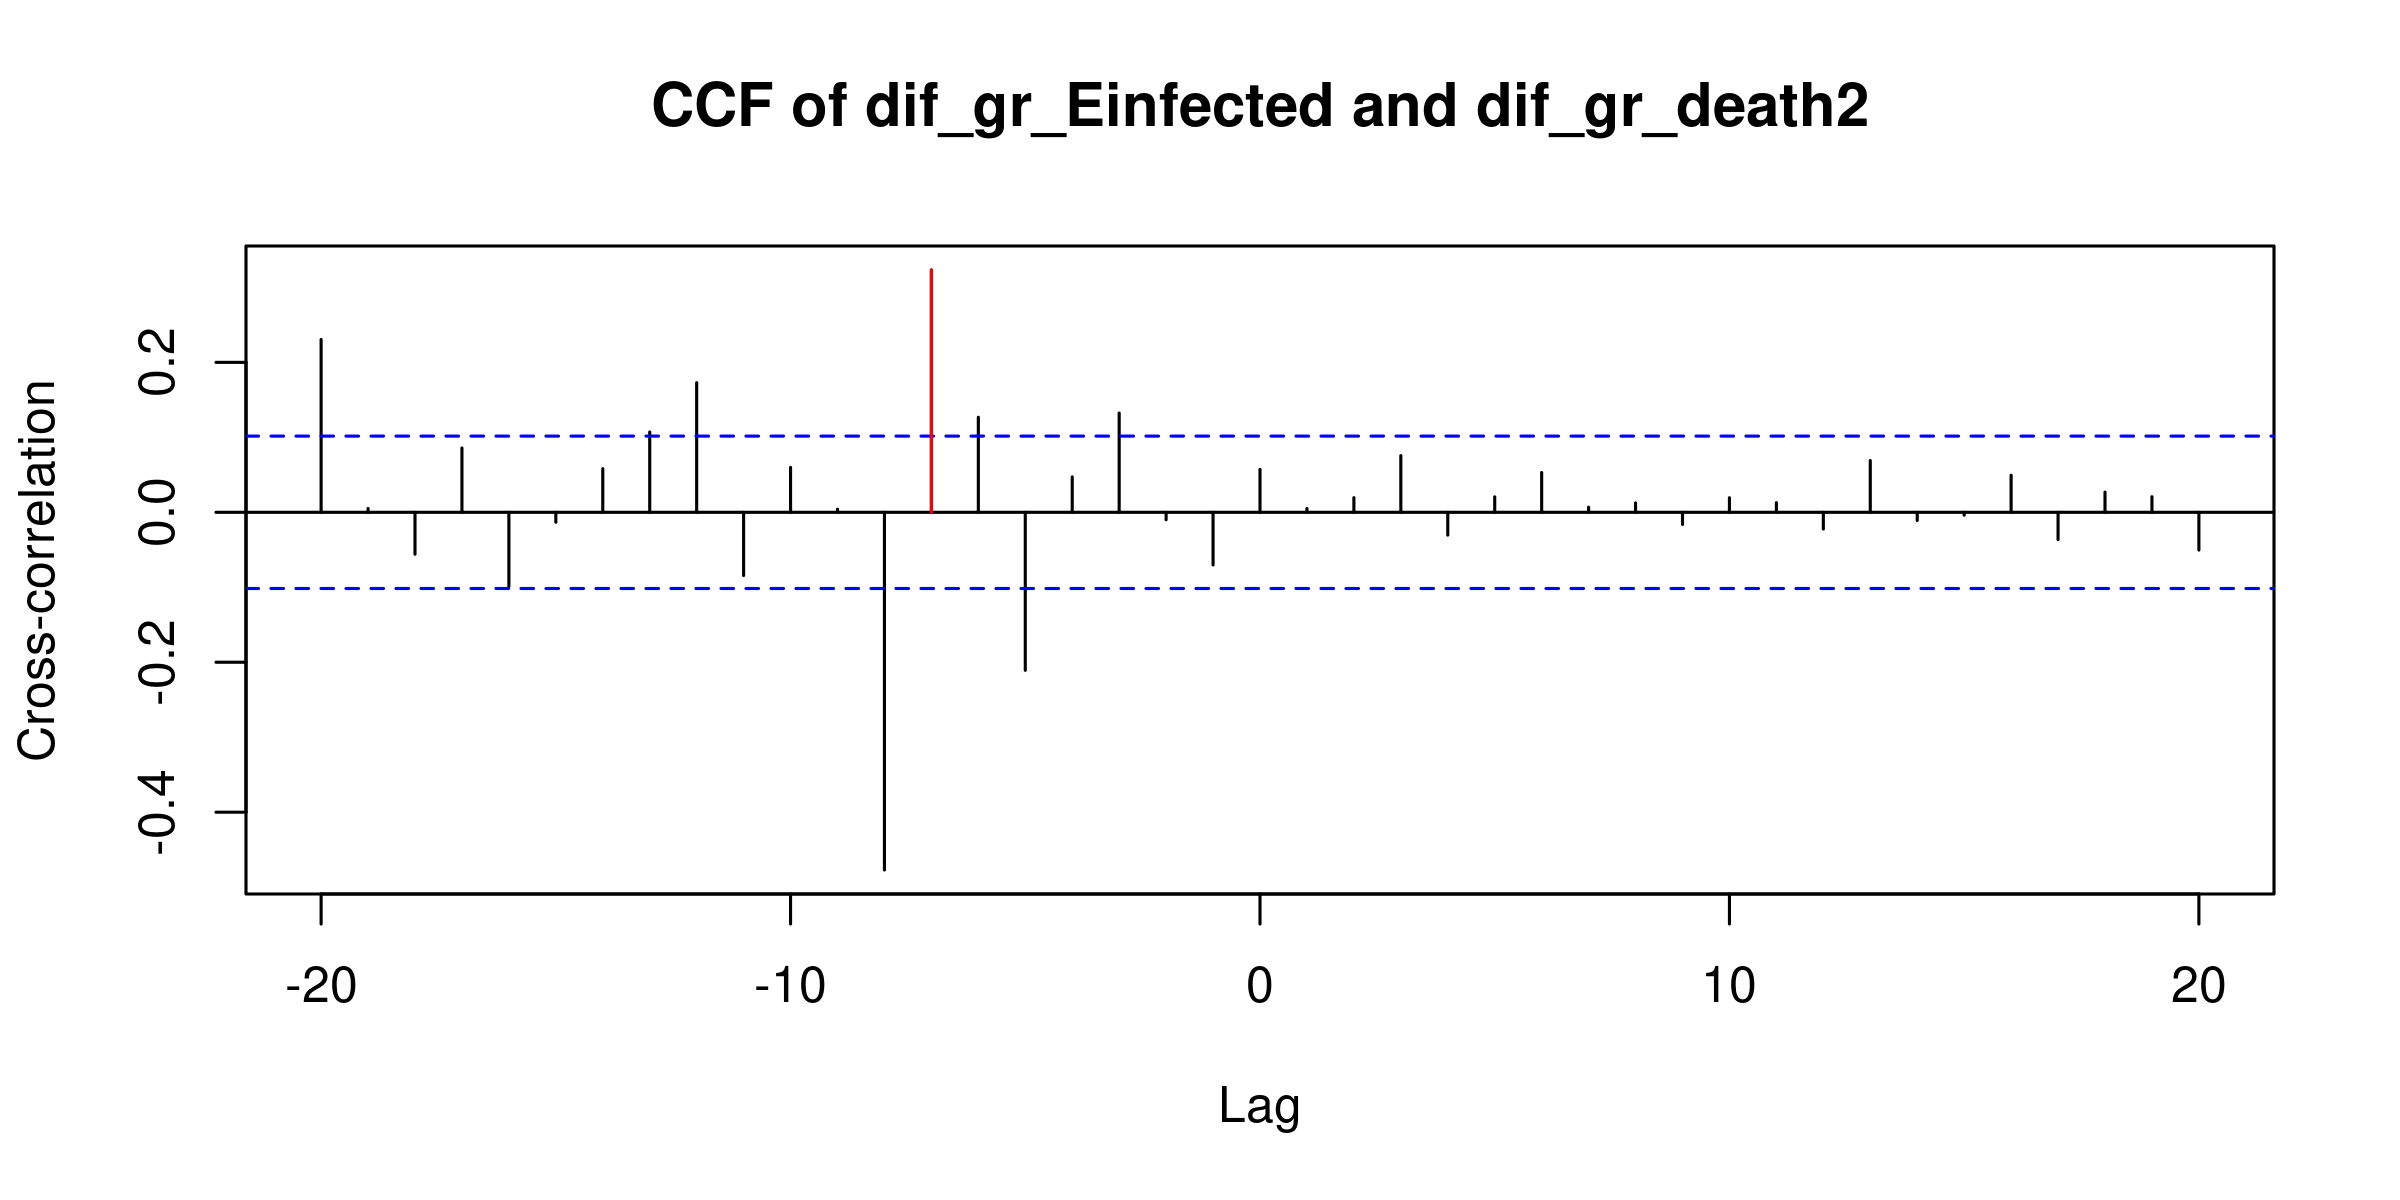 CCF of dif_gr_Einfected and dif_gr_death2
Cross-correlation
0.2
0.0
-0.2
-0.4
-20 -10 0 10 20
Lag